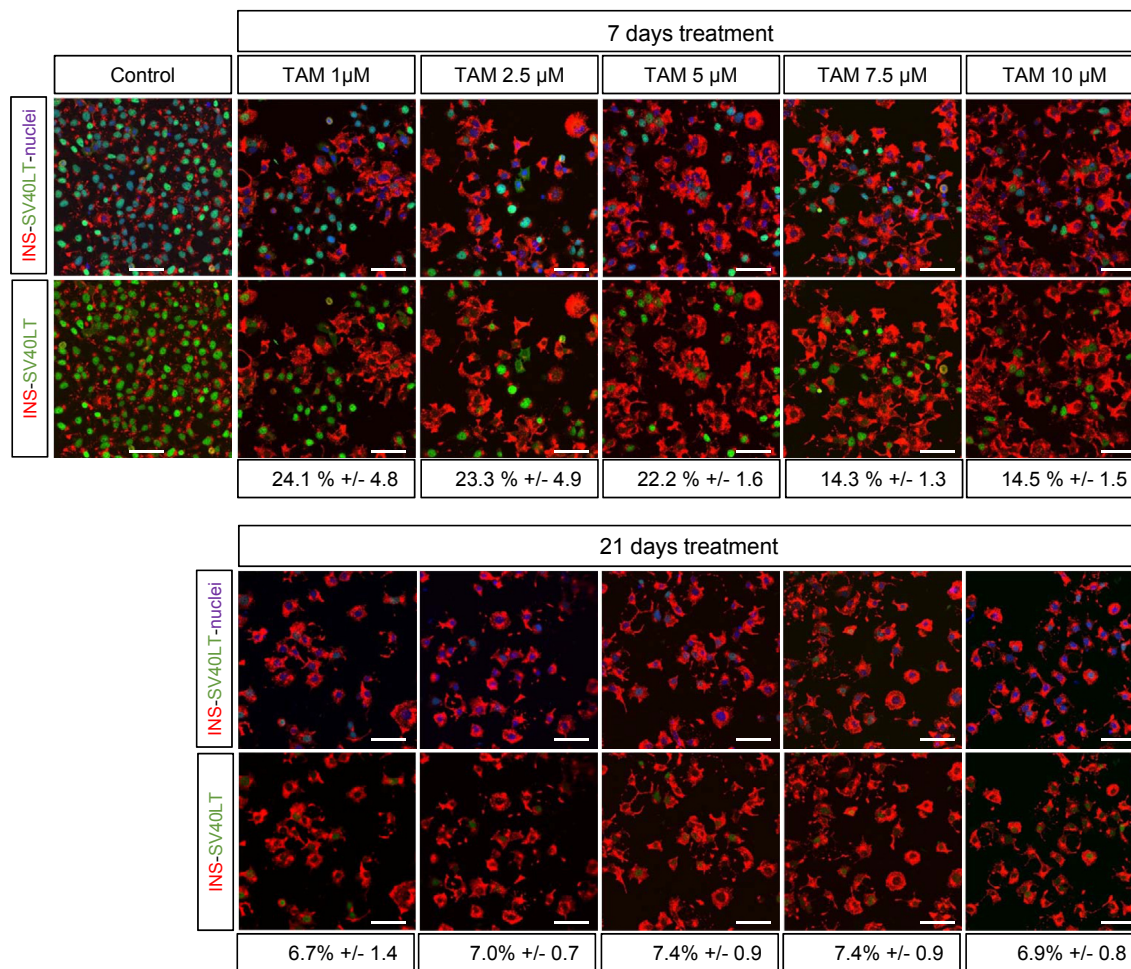 7 days treatment
Control
TAM 1μM
TAM 2.5 μM
TAM 5 μM
TAM 7.5 μM
TAM 10 μM
INS-SV40LT-nuclei
INS-SV40LT
24.1 % +/- 4.8
23.3 % +/- 4.9
22.2 % +/- 1.6
14.3 % +/- 1.3
14.5 % +/- 1.5
21 days treatment
INS-SV40LT-nuclei
INS-SV40LT
6.7% +/- 1.4
7.0% +/- 0.7
7.4% +/- 0.9
7.4% +/- 0.9
6.9% +/- 0.8